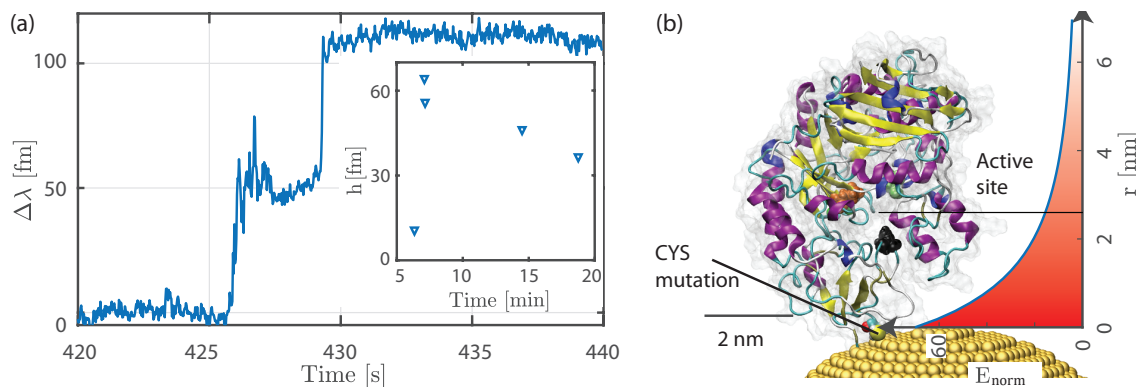 (a)
Δλ [fm]
100
50
0
420
425
430
435
440
Time [s]
h [fm]
60
30
0
5
10
15
20
Time [min]
(b)
Active
site
CYS
mutation
2 nm
r [nm]
6
4
2
0
60
0
E_norm